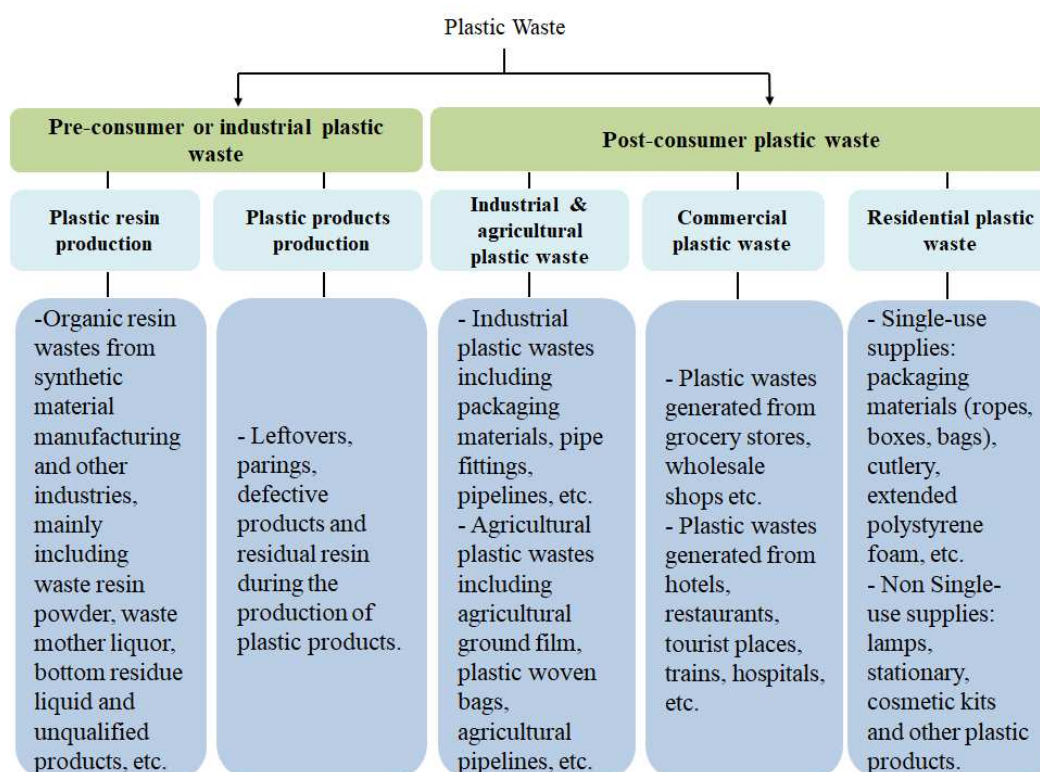 Plastic Waste
Pre-consumer or industrial plastic
waste
Post-consumer plastic waste
Plastic resin
production
Plastic products
production
Industrial &
agricultural
plastic waste
Commercial
plastic waste
Residential plastic
waste
-Organic resin
wastes from
synthetic
material
manufacturing
and other
industries,
mainly
including
waste resin
powder, waste
mother liquor,
bottom residue
liquid and
unqualified
products, etc.
- Leftovers,
parings,
defective
products and
residual resin
during the
production of
plastic products.
- Industrial
plastic wastes
including
packaging
materials, pipe
fittings,
pipelines, etc.
- Agricultural
plastic wastes
including
agricultural
ground film,
plastic woven
bags,
agricultural
pipelines, etc.
- Plastic wastes
generated from
grocery stores,
wholesale
shops etc.
- Plastic wastes
generated from
hotels,
restaurants,
tourist places,
trains, hospitals,
etc.
- Single-use
supplies:
packaging
materials (ropes,
boxes, bags),
cutlery,
extended
polystyrene
foam, etc.
- Non Single-
use supplies:
lamps,
stationary,
cosmetic kits
and other plastic
products.